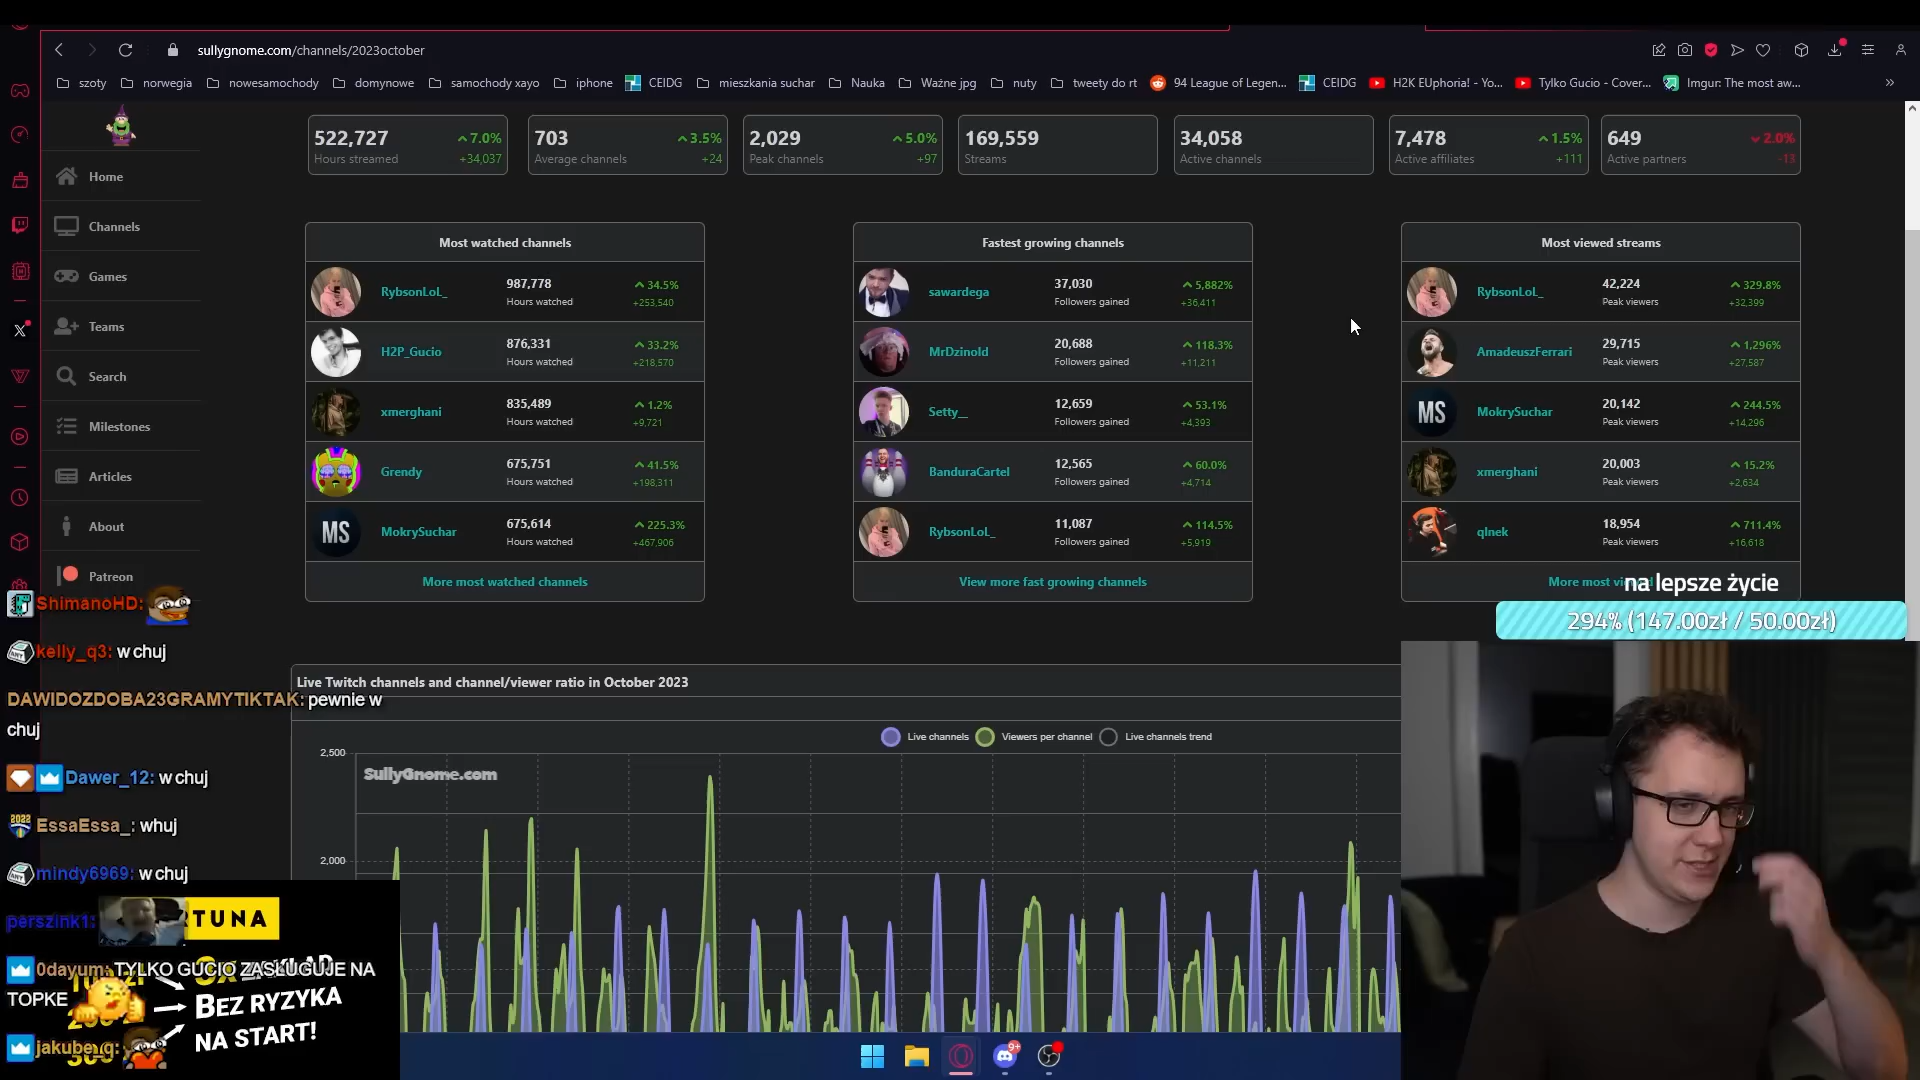 sullygnome.com/channels/2023october
szoty norwegia nowesamochody domynowe samochody xayo iphone CEIDG mieszkania suchar Nauka Ważne jpg nuty tweety do rt 94 League of Legen... CEIDG H2K EUphoria! - Yo... Tylko Gucio - Cover... Imgur: The most aw...
Home
Channels
Games
Teams
Search
Milestones
Articles
About
Patreon
522,727 7.0%
Hours streamed +34,037
703 3.5%
Average channels +24
2,029 5.0%
Peak channels +97
169,559
Streams
34,058
Active channels
7,478 1.5%
Active affiliates +111
649 2.0%
Active partners -13
Most watched channels
RybsonLoL_ 987,778 34.5%
Hours watched +253,540
H2P_Gucio 876,331 33.2%
Hours watched +218,570
xmerghani 835,489 1.2%
Hours watched +9,721
Grendy 675,751 41.5%
Hours watched +198,311
MS MokrySuchar 675,614 225.3%
Hours watched +467,906
More most watched channels
Fastest growing channels
sawardega 37,030 5,882%
Followers gained +36,411
MrDzinold 20,688 118.3%
Followers gained +11,211
Setty__ 12,659 53.1%
Followers gained +4,393
BanduraCartel 12,565 60.0%
Followers gained +4,714
RybsonLoL_ 11,087 114.5%
Followers gained +5,919
View more fast growing channels
Most viewed streams
RybsonLoL_ 42,224 329.8%
Peak viewers +32,399
AmadeuszFerrari 29,715 1,296%
Peak viewers +27,587
MS MokrySuchar 20,142 244.5%
Peak viewers +14,296
xmerghani 20,003 15.2%
Peak viewers +2,634
qlnek 18,954 711.4%
Peak viewers +16,618
More most
na lepsze życie
294% (147.00zł / 50.00zł)
Live Twitch channels and channel/viewer ratio in October 2023
Live channels Viewers per channel Live channels trend
2,500
SullyGnome.com
2,000
ShimanoHD:
kelly_q3: w chuj
DAWIDOZDOBA23GRAMYTIKTAK: pewnie w
chuj
Dawer_12: w chuj
2022 EssaEssa_: whuj
mindy6969: w chuj
perszink1:
TUNA
0dayum: TYLKO GUCIO ZASŁUGUJE NA
TOPKE
jakube_q:
BEZ RYZYKA
NA START!
9+